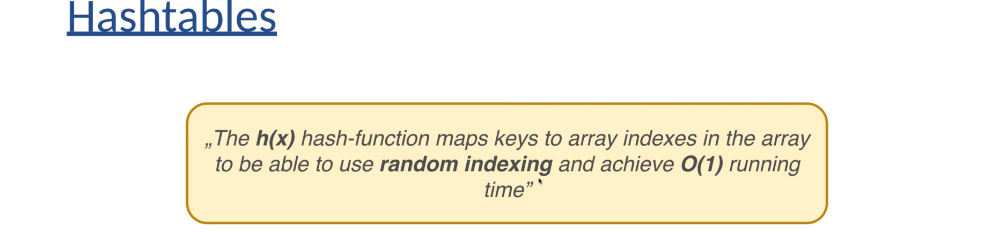 Hashtables
„The h(x) hash-function maps keys to array indexes in the array
to be able to use random indexing and achieve O(1) running
time”